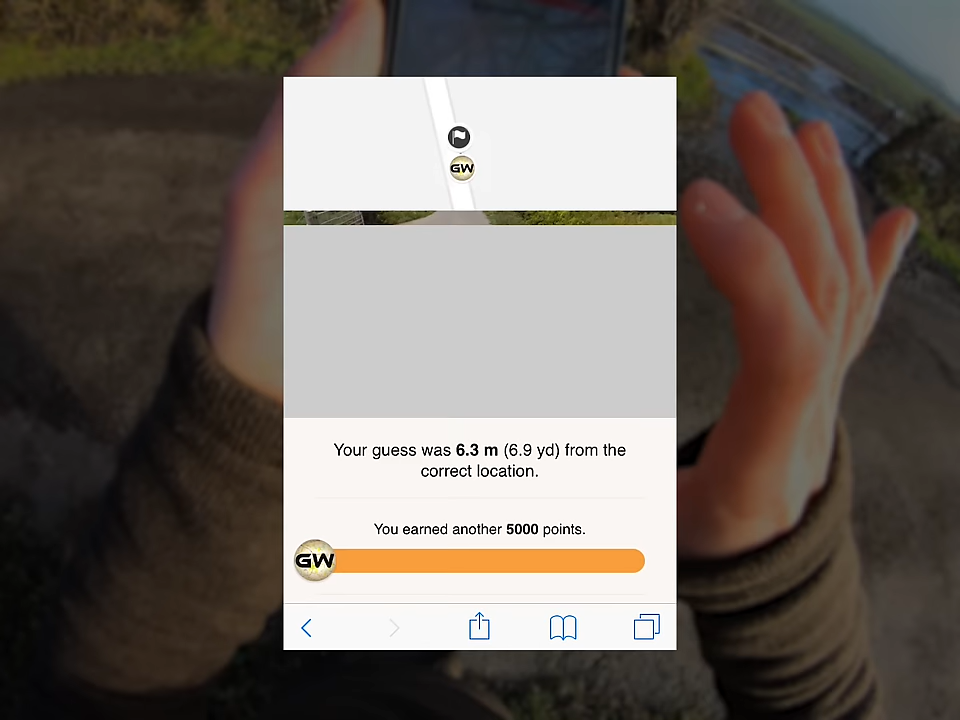 GW
Your guess was 6.3 m (6.9 yd) from the
correct location.
You earned another 5000 points.
GW